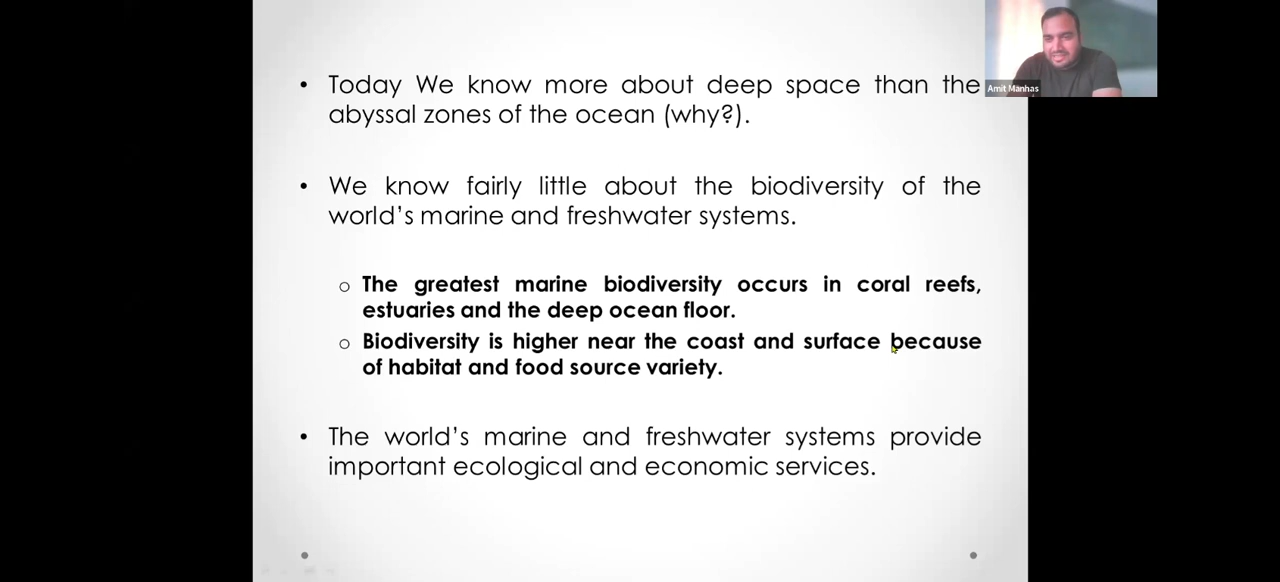 • Today We know more about deep space than the
abyssal zones of the ocean (why?).
• We know fairly little about the biodiversity of the
world's marine and freshwater systems.
o The greatest marine biodiversity occurs in coral reefs,
estuaries and the deep ocean floor.
o Biodiversity is higher near the coast and surface because
of habitat and food source variety.
• The world's marine and freshwater systems provide
important ecological and economic services.
Amit Manhas